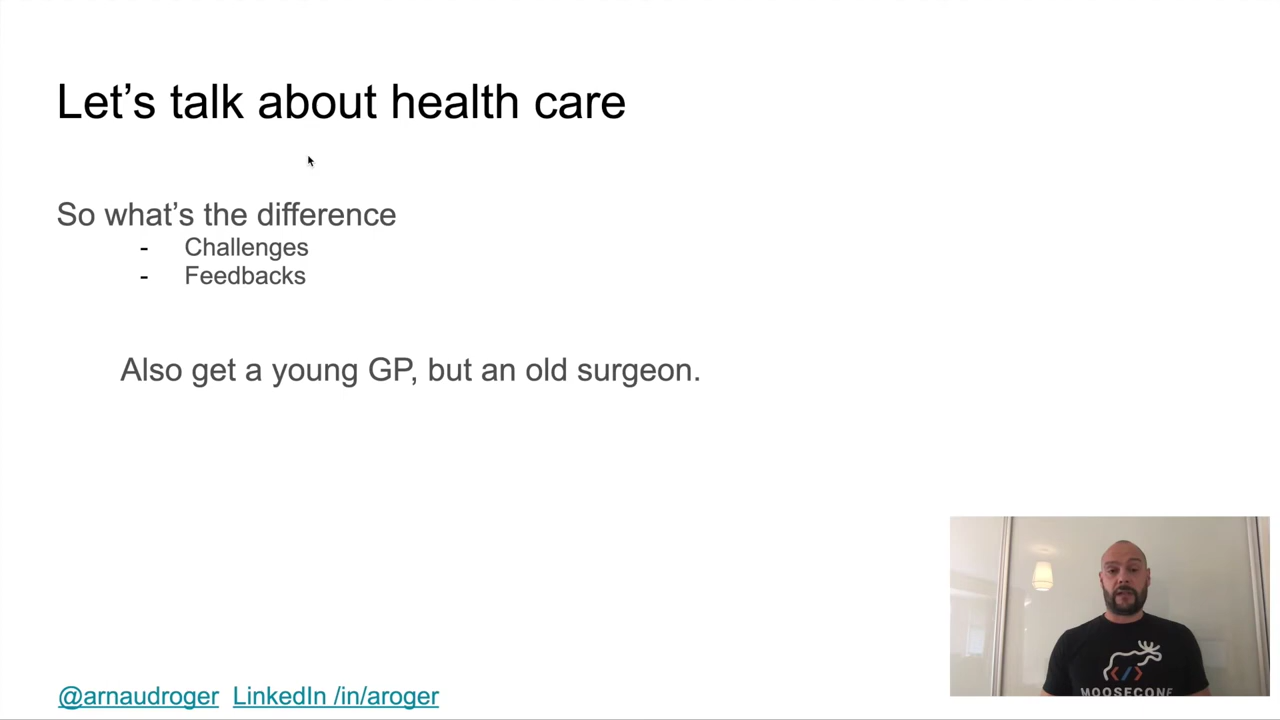 Let's talk about health care
So what's the difference
- Challenges
- Feedbacks
Also get a young GP, but an old surgeon.
</>
MOOSECONF
@arnaudroger LinkedIn /in/aroger